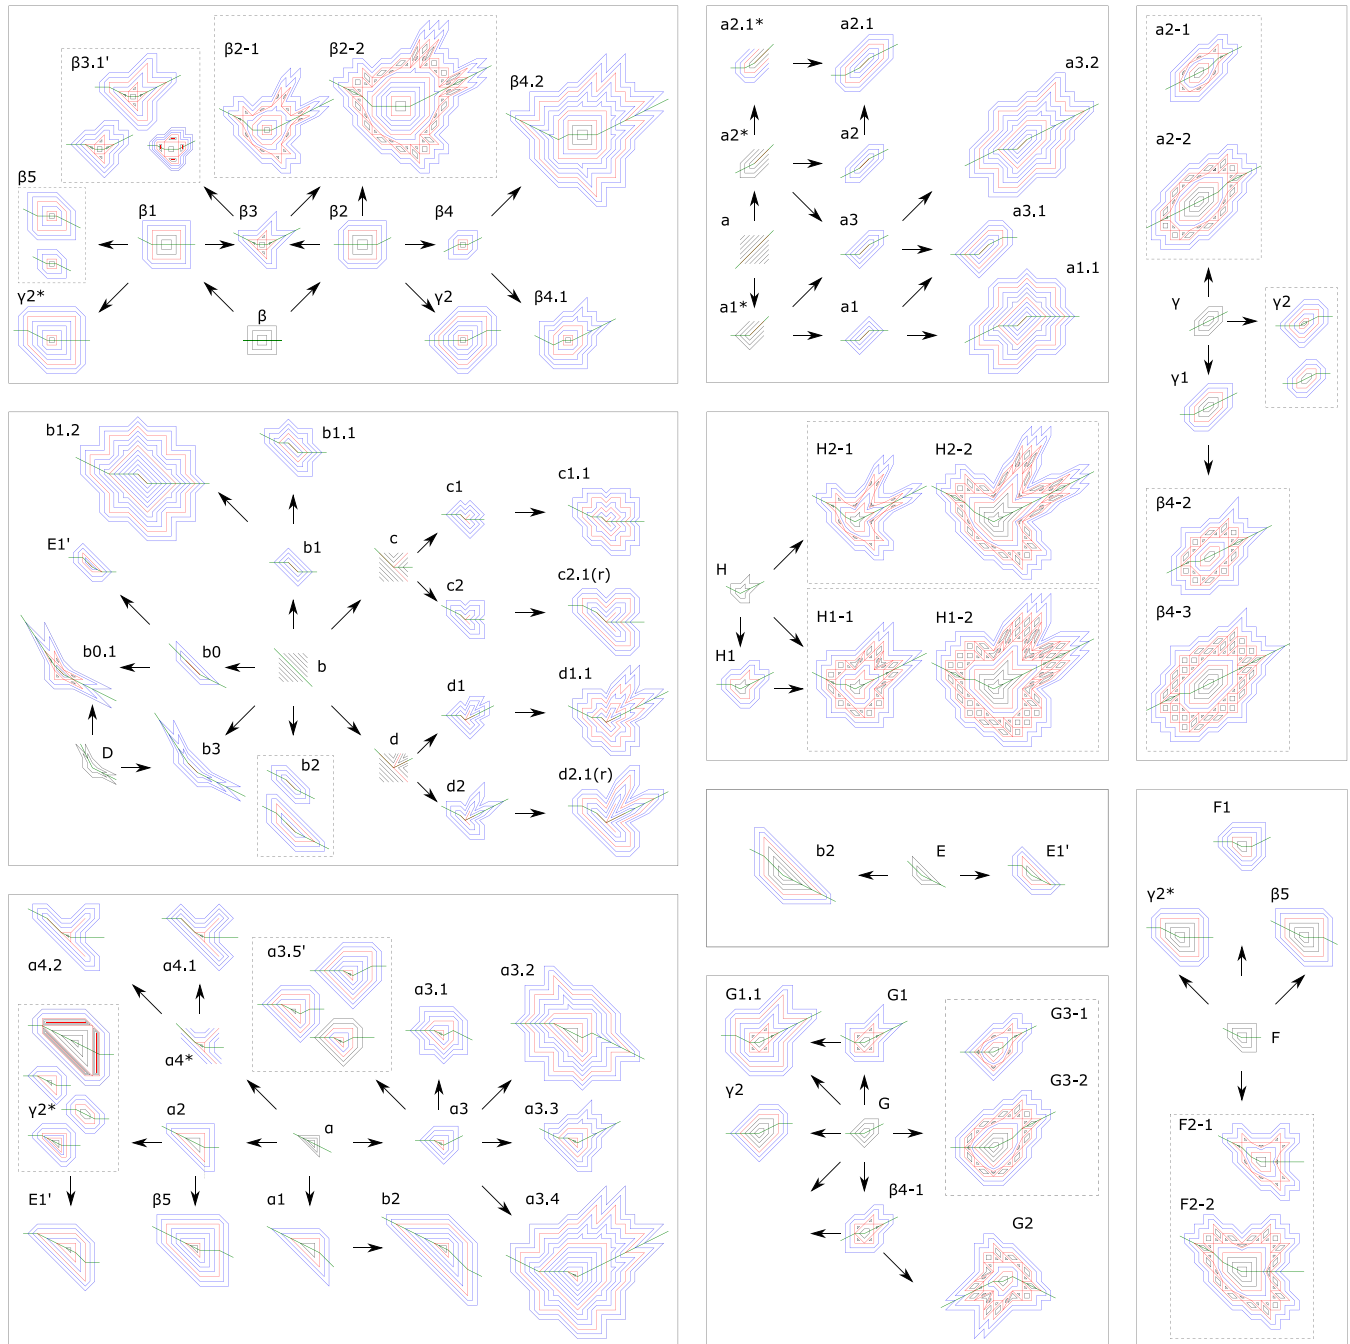 β3.1'
β2-1
β2-2
β4.2
β5
β1
β3
β2
β4
γ2*
β
γ2
β4.1
a2.1*
a2.1
a3.2
a2*
a2
a
a3
a3.1
a1*
a1
a1.1
a2-1
a2-2
γ
γ2
γ1
β4-2
β4-3
b1.2
b1.1
c1
c1.1
E1'
b1
c
c2
c2.1(r)
b0.1
b0
b
d1
d1.1
D
b3
b2
d
d2
d2.1(r)
H2-1
H2-2
H
H1-1
H1-2
H1
b2
E
E1'
F1
γ2*
β5
F
F2-1
F2-2
α4.2
α4.1
α3.5'
α3.1
α3.2
α4*
γ2*
α2
α
α3
α3.3
E1'
β5
α1
b2
α3.4
G1.1
G1
G3-1
γ2
G
G3-2
β4-1
G2